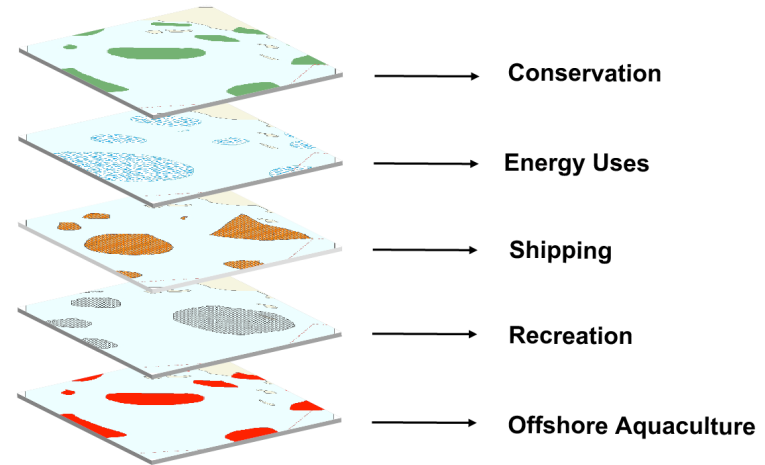 Conservation
Energy Uses
Shipping
Recreation
Offshore Aquaculture